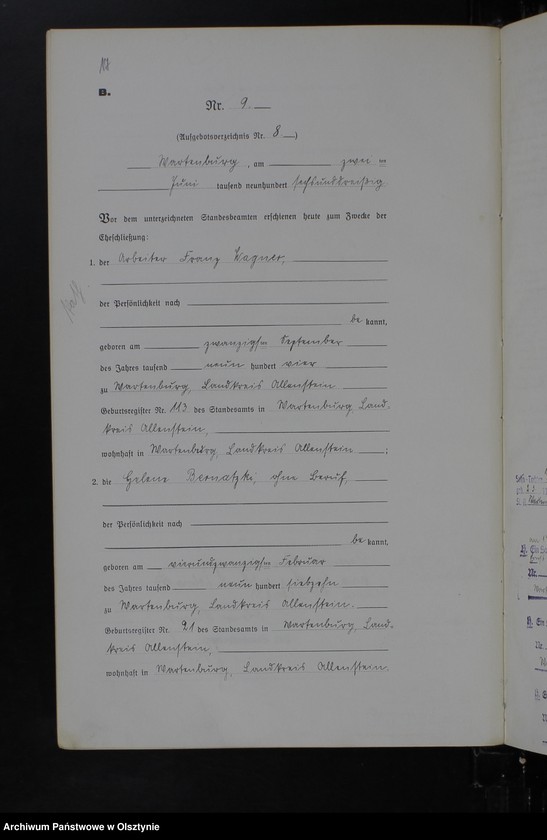 B.
Nr. 9.
(Aufgebotsverzeichnis Nr. 8)
Wartenburg, am zwei ten
Juni tausend neunhundert sechsunddreißig
Vor dem unterzeichneten Standesbeamten erschienen heute zum Zwecke der
Eheschließung:
1. der Arbeiter Franz Wagner,
der Persönlichkeit nach
be kannt,
geboren am zwanzigsten September
des Jahres tausend neun hundert vier
zu Wartenburg, Landkreis Allenstein
Geburtsregister Nr. 113 des Standesamts in Wartenburg, Land-
kreis Allenstein,
wohnhaft in Wartenburg, Landkreis Allenstein ;
2. die Helene Bernatzki, ohne Beruf,
der Persönlichkeit nach
be kannt,
geboren am vierundzwanzigsten Februar
des Jahres tausend neun hundert siebzehn
zu Wartenburg, Landkreis Allenstein.
Geburtsregister Nr. 21 des Standesamts in Wartenburg, Land-
kreis Allenstein,
wohnhaft in Wartenburg, Landkreis Allenstein.
Archiwum Państwowe w Olsztynie